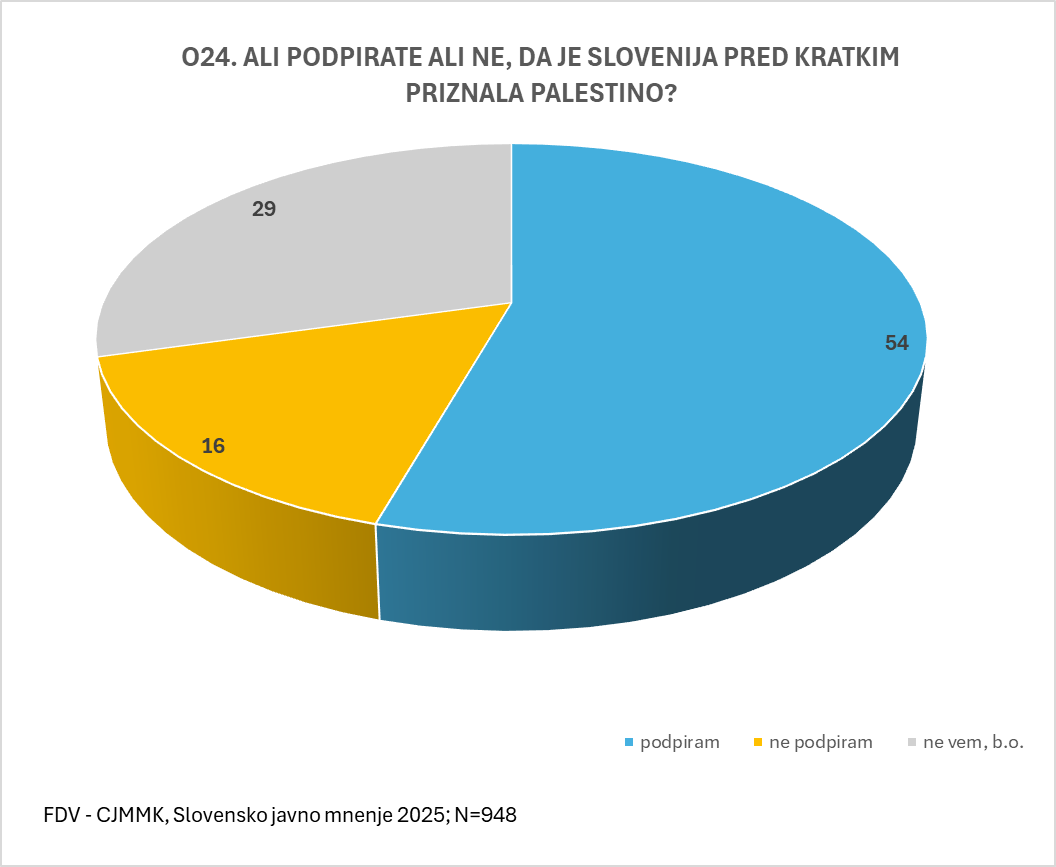 O24. ALI PODPIRATE ALI NE, DA JE SLOVENIJA PRED KRATKIM
PRIZNALA PALESTINO?
29
54
16
podpiram
ne podpiram
ne vem, b.o.
FDV - CJMMK, Slovensko javno mnenje 2025; N=948